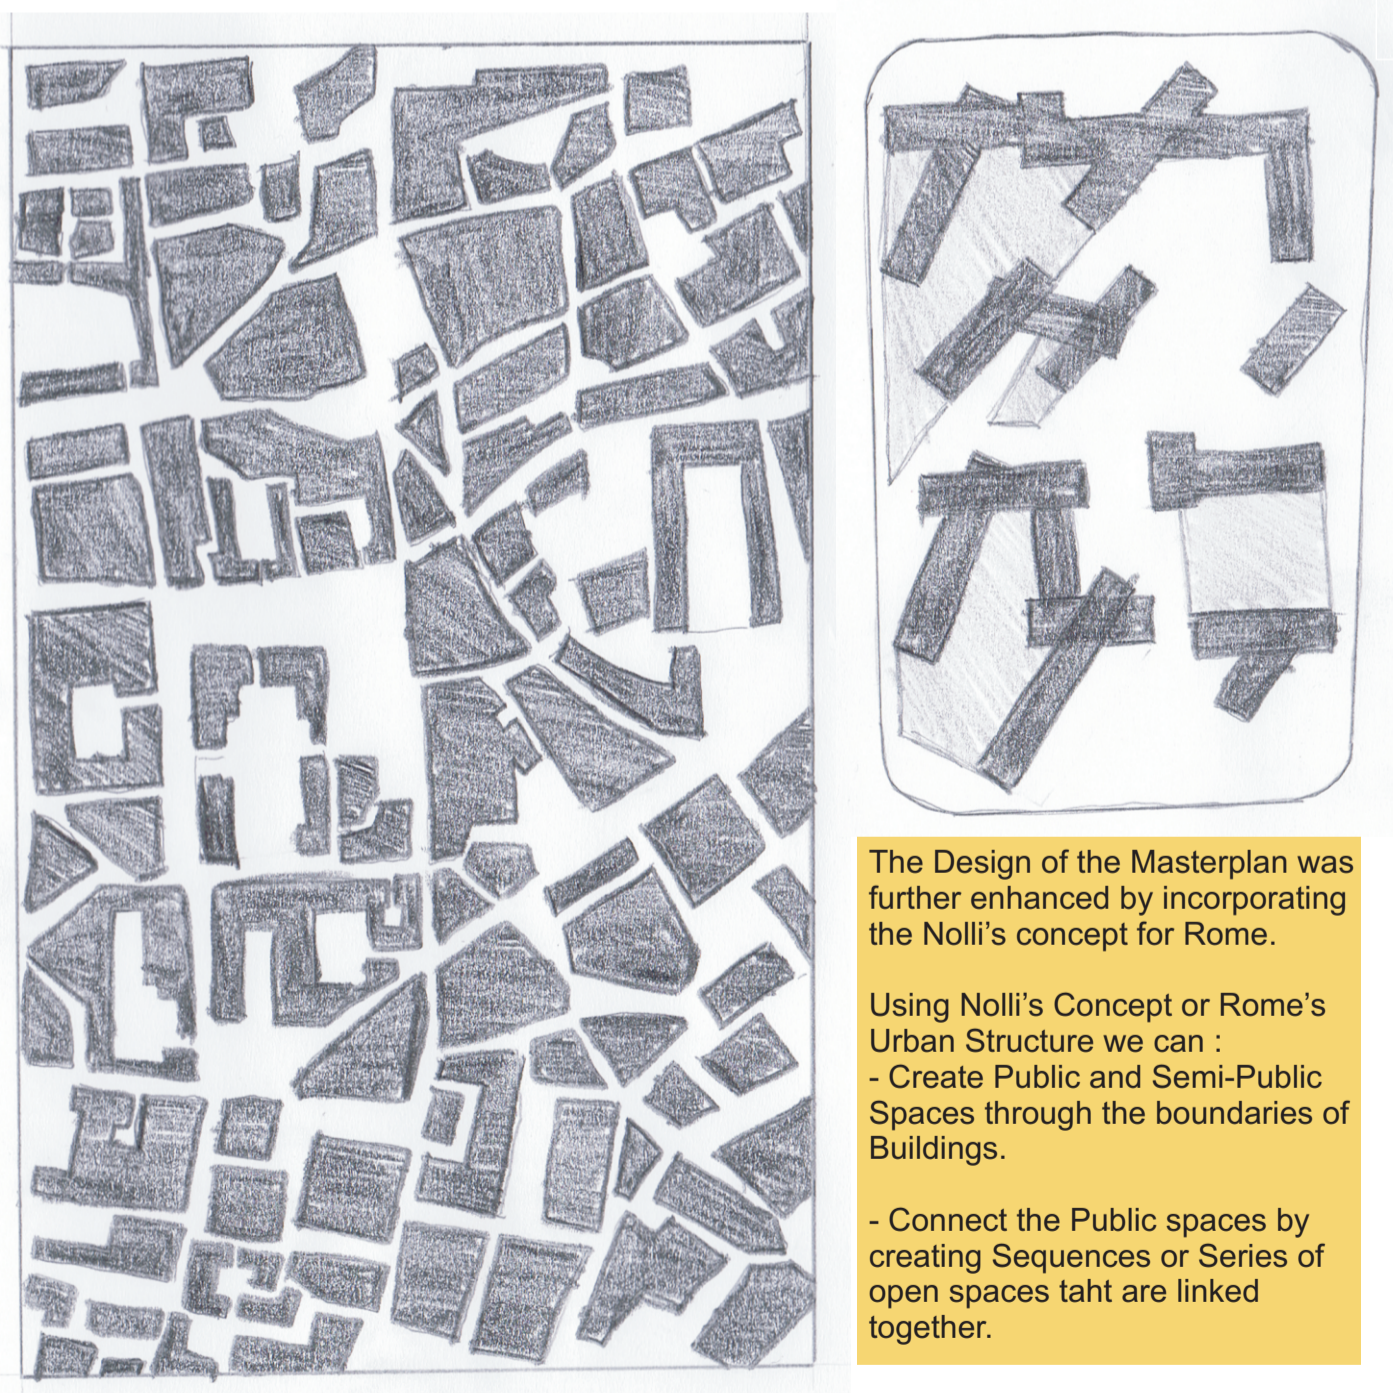 The Design of the Masterplan was
further enhanced by incorporating
the Nolli's concept for Rome.
Using Nolli's Concept or Rome's
Urban Structure we can :
- Create Public and Semi-Public
Spaces through the boundaries of
Buildings.
- Connect the Public spaces by
creating Sequences or Series of
open spaces taht are linked
together.